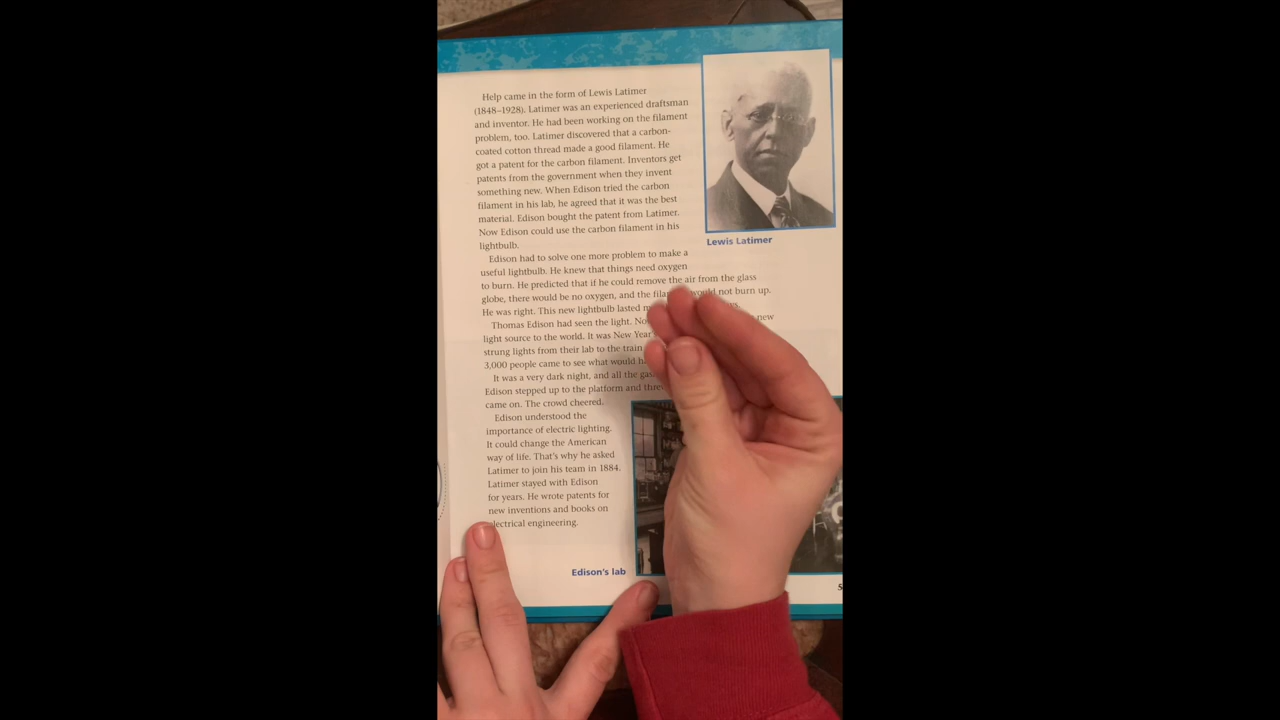 Help came in the form of Lewis Latimer
(1848–1928). Latimer was an experienced draftsman
and inventor. He had been working on the filament
problem, too. Latimer discovered that a carbon-
coated cotton thread made a good filament. He
got a patent for the carbon filament. Inventors get
patents from the government when they invent
something new. When Edison tried the carbon
filament in his lab, he agreed that it was the best
material. Edison bought the patent from Latimer.
Now Edison could use the carbon filament in his
lightbulb.
Lewis Latimer
Edison had to solve one more problem to make a
useful lightbulb. He knew that things need oxygen
to burn. He predicted that if he could remove the air from the glass
globe, there would be no oxygen, and the would not burn up.
He was right. This new lightbulb lasted
Thomas Edison had seen the light. new
light source to the world. It was New Year's
strung lights from their lab to the train
3,000 people came to see what would
It was a very dark night, and all the
Edison stepped up to the platform and
came on. The crowd cheered.
Edison understood the
importance of electric lighting.
It could change the American
way of life. That's why he asked
Latimer to join his team in 1884.
Latimer stayed with Edison
for years. He wrote patents for
new inventions and books on
electrical engineering.
Edison's lab